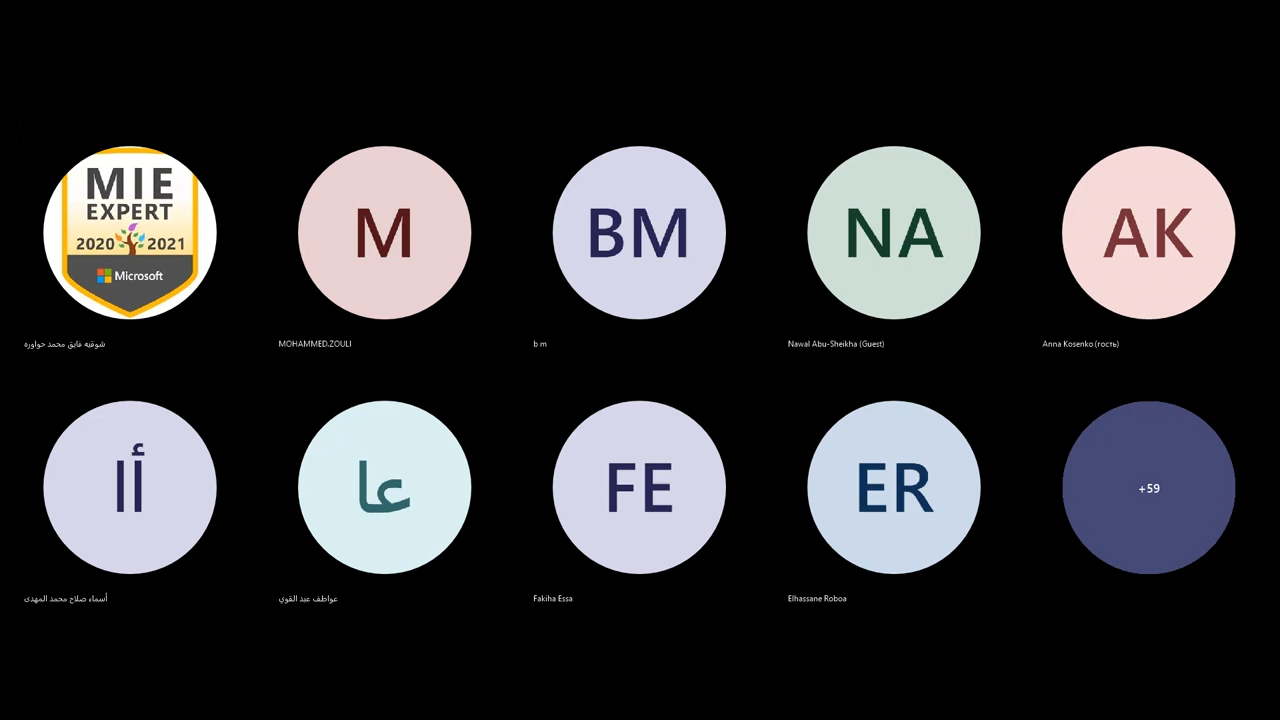 MIE
EXPERT
2020 2021
Microsoft
شوقيه فايق محمد حواوره
M
MOHAMMED.ZOULI
BM
b m
NA
Nawal Abu-Sheikha (Guest)
AK
Anna Kosenko (гость)
أا
أسماء صلاح محمد المهدى
عا
عواطف عبد القوي
FE
Fakiha Essa
ER
Elhassane Roboa
+59